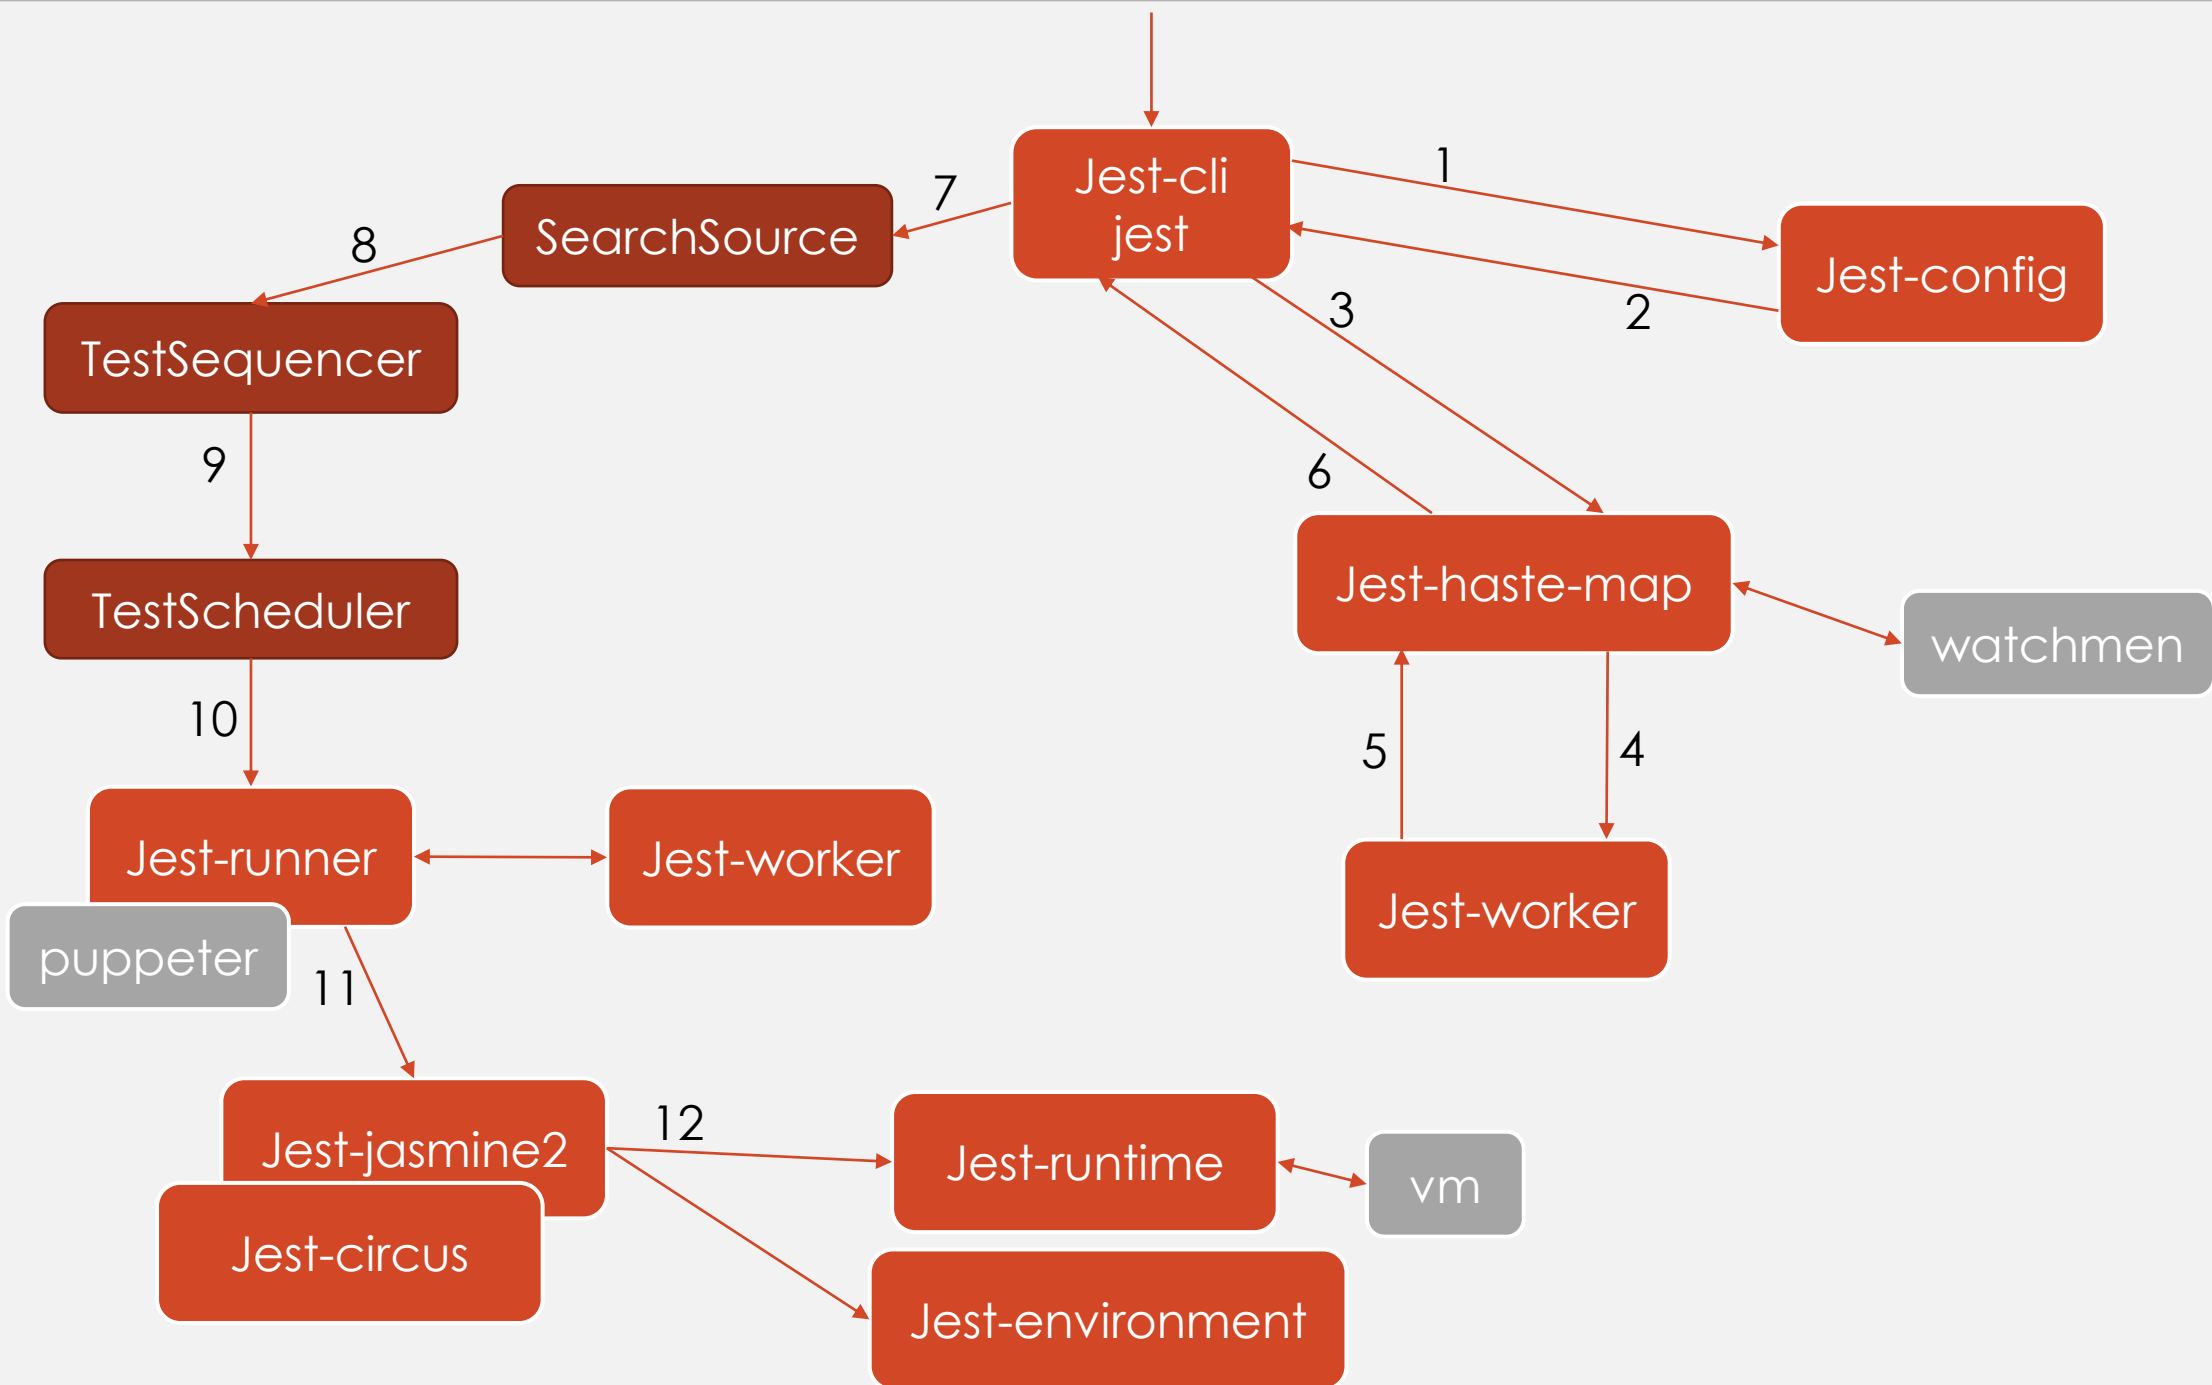 Jest-cli
jest
1
7
SearchSource
8
Jest-config
2
3
TestSequencer
9
6
Jest-haste-map
TestScheduler
watchmen
10
5
4
Jest-runner
Jest-worker
Jest-worker
puppeter
11
12
Jest-jasmine2
Jest-runtime
vm
Jest-circus
Jest-environment